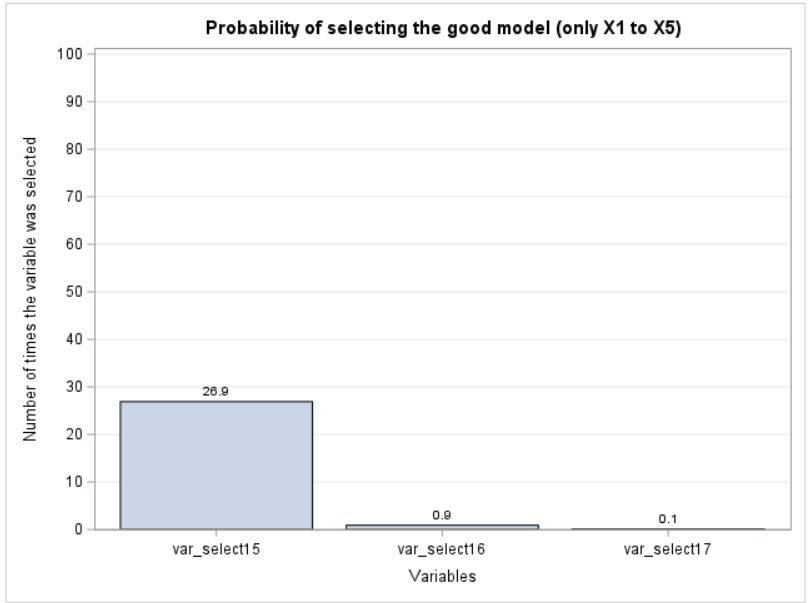 Probability of selecting the good model (only X1 to X5)
Number of times the variable was selected
100
90
80
70
60
50
40
30
20
10
0
26.9
0.9
0.1
var_select15
var_select16
var_select17
Variables